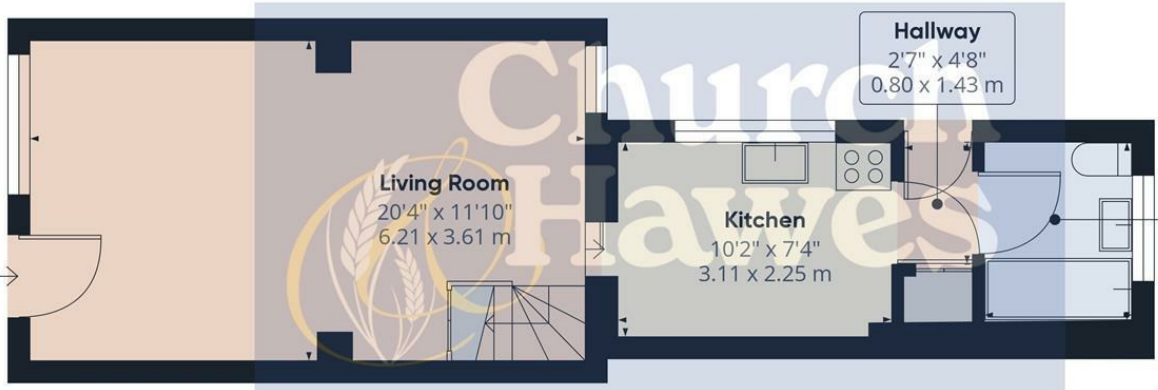 Church
Hawes
Hallway
2'7" x 4'8"
0.80 x 1.43 m
Living Room
20'4" x 11'10"
6.21 x 3.61 m
Kitchen
10'2" x 7'4"
3.11 x 2.25 m